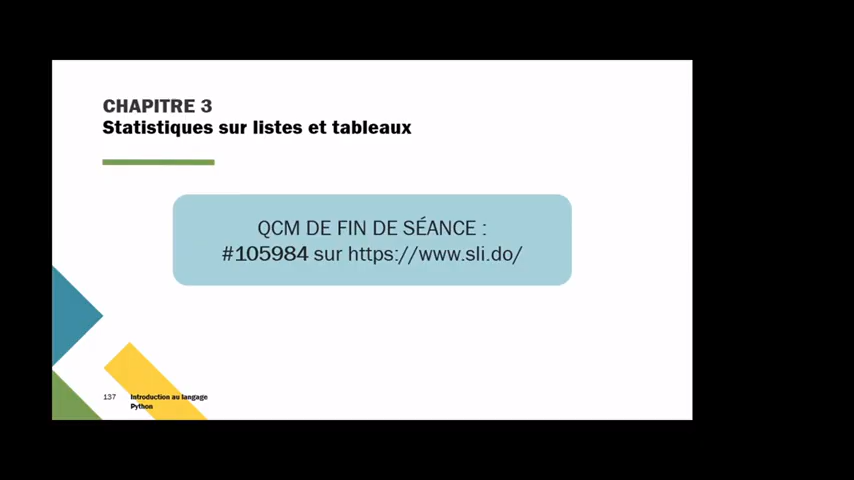 CHAPITRE 3
Statistiques sur listes et tableaux
QCM DE FIN DE SÉANCE :
#105984 sur https://www.sli.do/
137
Introduction au langage
Python